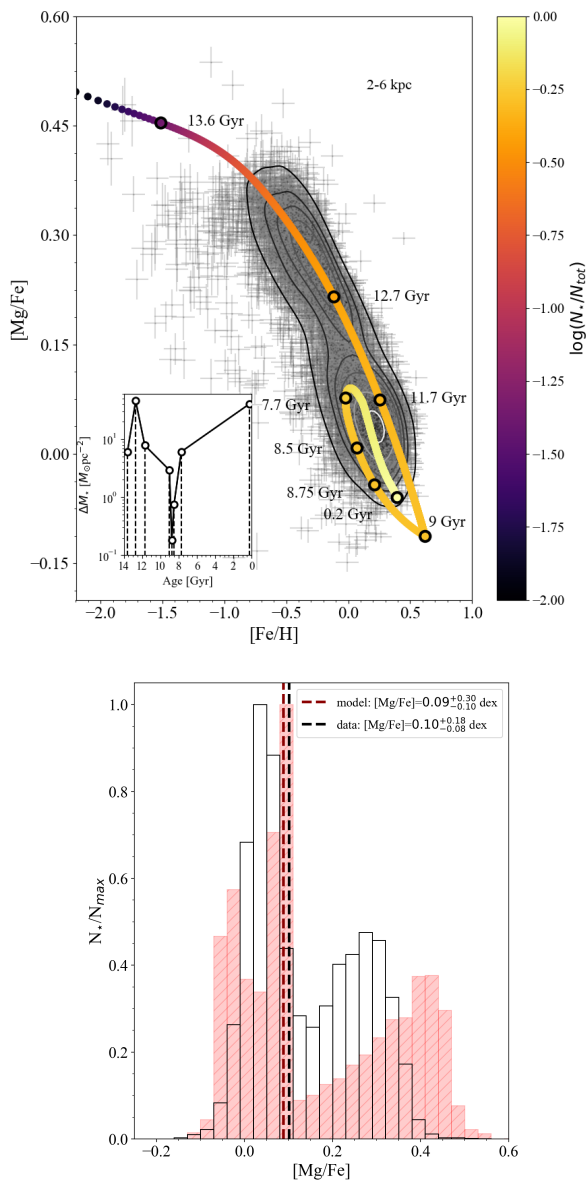 0.60
0.45
0.30
0.15
0.00
−0.15
[Mg/Fe]
2-6 kpc
13.6 Gyr
12.7 Gyr
11.7 Gyr
7.7 Gyr
8.5 Gyr
8.75 Gyr
0.2 Gyr
9 Gyr
ΔM⋆ [M⊙pc⁻²]
10¹
10⁰
10⁻¹
14 12 10 8 6 4 2 0
Age [Gyr]
−2.0 −1.5 −1.0 −0.5 0.0 0.5 1.0
[Fe/H]
0.00
−0.25
−0.50
−0.75
−1.00
−1.25
−1.50
−1.75
−2.00
log(N⋆/Ntot)
model: [Mg/Fe]=0.09+0.30−0.10 dex
data: [Mg/Fe]=0.10+0.18−0.08 dex
1.0
0.8
0.6
0.4
0.2
0.0
N⋆/Nmax
−0.2 0.0 0.2 0.4 0.6
[Mg/Fe]